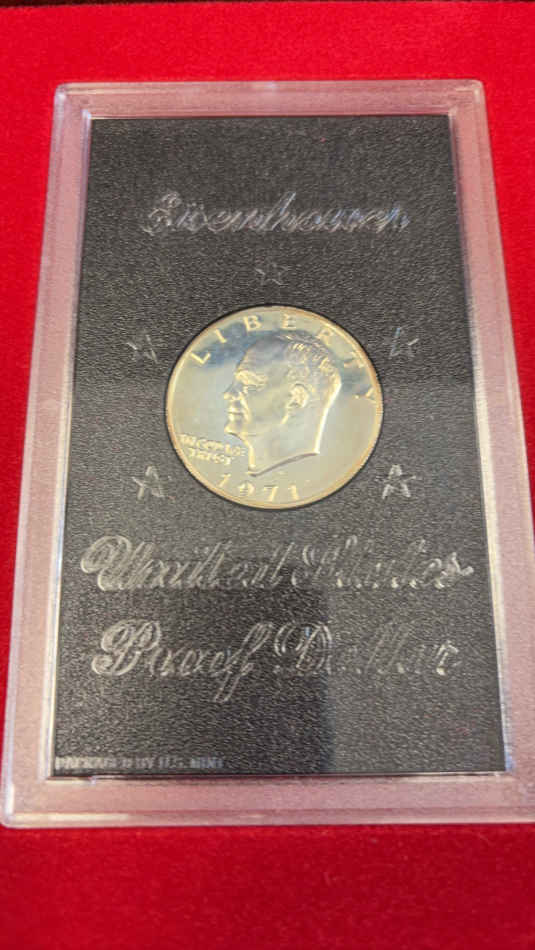 Eisenhower
LIBERTY
IN GOD WE
TRUST
1971
United States
Proof Dollar
PACKAGED BY U.S. MINT